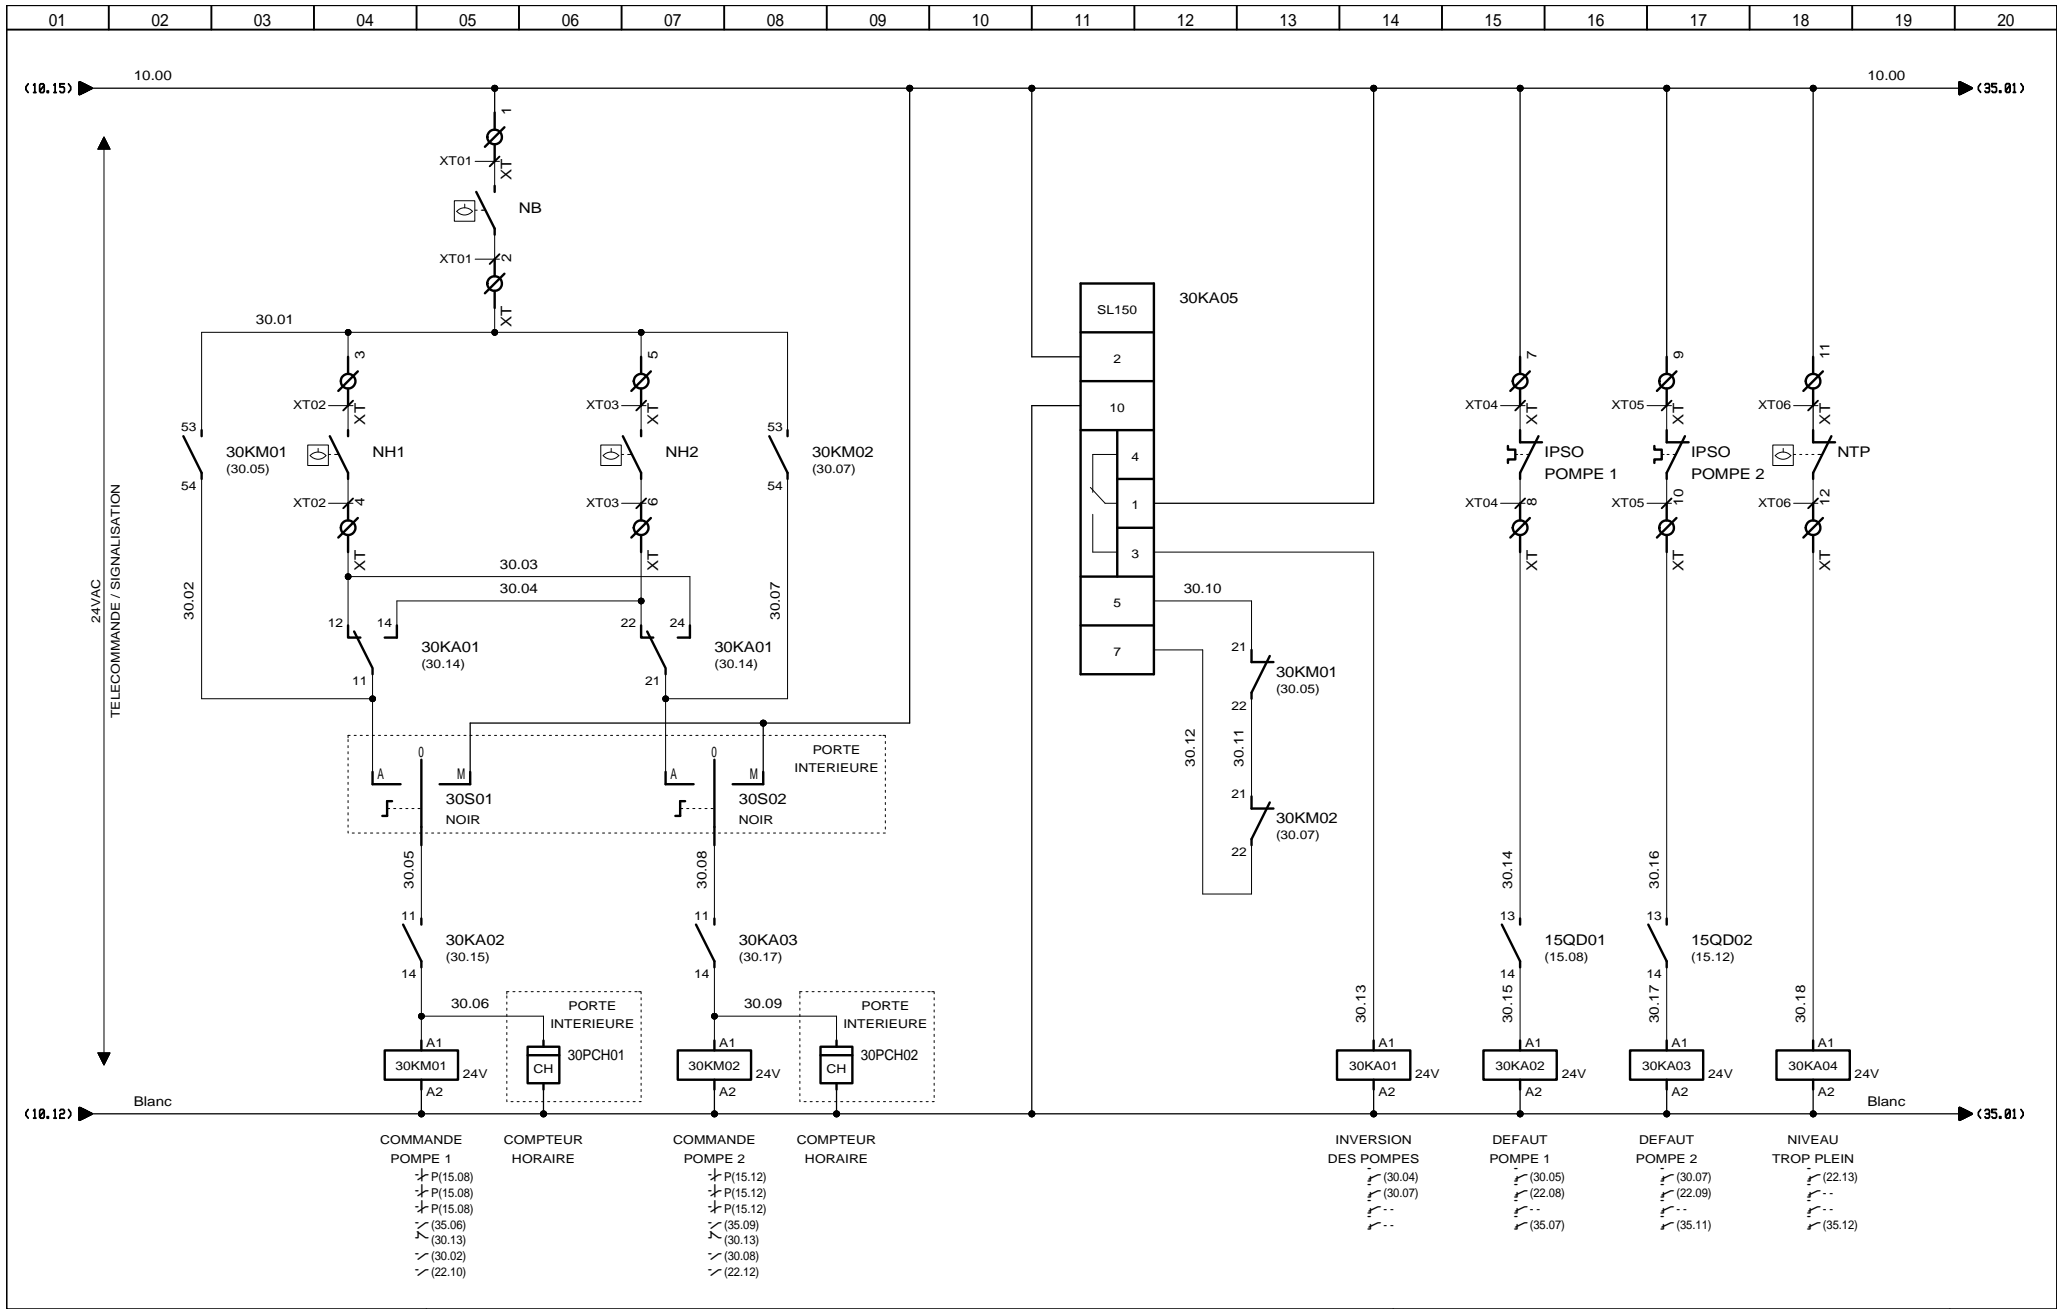 01 02 03 04 05 06 07 08 09 10 11 12 13 14 15 16 17 18 19 20
(10.15) 10.00 10.00 (35.01)
1
XT01 XT
NB
XT01 2
XT
30KA05
SL150
2
10
4
1
3
5
7
30.01
3 5 7 9 11
XT02 XT XT03 XT XT04 XT XT05 XT XT06 XT
53 53
30KM01 NH1 NH2 30KM02 IPSO IPSO NTP
(30.05) (30.07) POMPE 1 POMPE 2
54 54
XT02 4 XT03 6 XT04 8 XT05 10 XT06 12
XT XT XT XT XT
24VAC
TELECOMMANDE / SIGNALISATION
30.03
30.04
30.02 30.07
12 14 22 24
30KA01 30KA01
(30.14) (30.14)
11 21
30.10
21
30KM01
(30.05)
22
30.12 30.11
21
30KM02
(30.07)
22
PORTE
INTERIEURE
A 0 M A 0 M
30S01 30S02
NOIR NOIR
30.05 30.08 30.14 30.16
11 11 13 13
30KA02 30KA03 15QD01 15QD02
(30.15) (30.17) (15.08) (15.12)
14 14 14 14
30.06 30.09 30.13 30.15 30.17 30.18
PORTE PORTE
INTERIEURE INTERIEURE
A1 A1 A1 A1 A1 A1
30KM01 24V 30PCH01 30KM02 24V 30PCH02 30KA01 24V 30KA02 24V 30KA03 24V 30KA04 24V
CH CH
A2 A2 A2 A2 A2 A2
(10.12) Blanc Blanc (35.01)
COMMANDE COMPTEUR COMMANDE COMPTEUR INVERSION DEFAUT DEFAUT NIVEAU
POMPE 1 HORAIRE POMPE 2 HORAIRE DES POMPES POMPE 1 POMPE 2 TROP PLEIN
P(15.08) P(15.12) (30.04) (30.05) (30.07) (22.13)
P(15.08) P(15.12) (30.07) (22.08) (22.09) --
P(15.08) P(15.12) -- -- -- --
(35.06) (35.09) -- (35.07) (35.11) (35.12)
(30.13) (30.13)
(30.02) (30.08)
(22.10) (22.12)